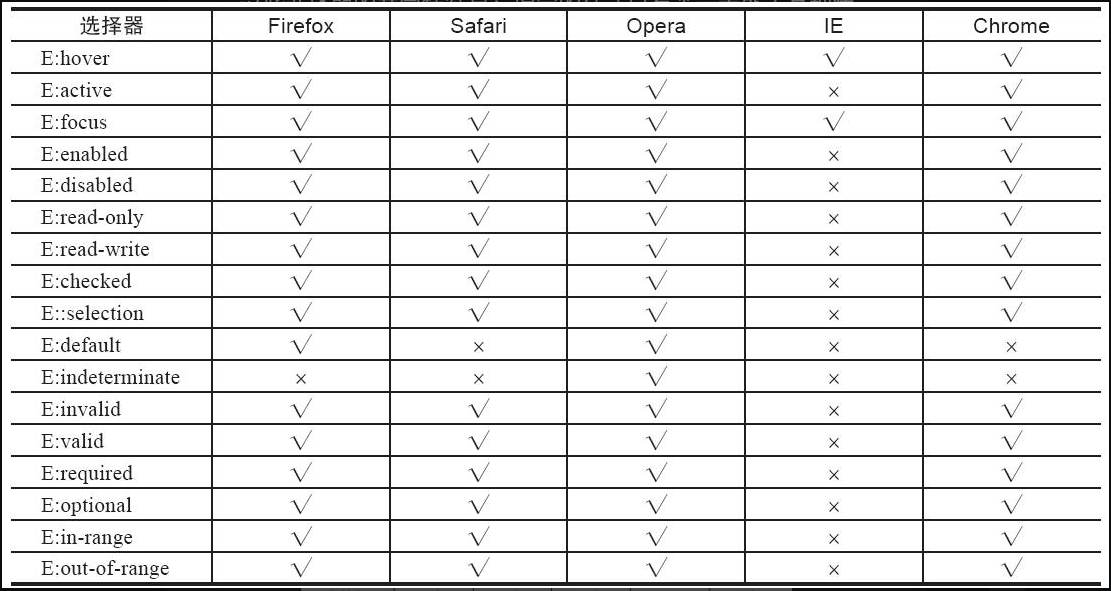 选择器 Firefox Safari Opera IE Chrome
E:hover √ √ √ √ √
E:active √ √ √ × √
E:focus √ √ √ √ √
E:enabled √ √ √ × √
E:disabled √ √ √ × √
E:read-only √ √ √ × √
E:read-write √ √ √ × √
E:checked √ √ √ × √
E::selection √ √ √ × √
E:default √ × √ × ×
E:indeterminate × × √ × ×
E:invalid √ √ √ × √
E:valid √ √ √ × √
E:required √ √ √ × √
E:optional √ √ √ × √
E:in-range √ √ √ × √
E:out-of-range √ √ √ × √